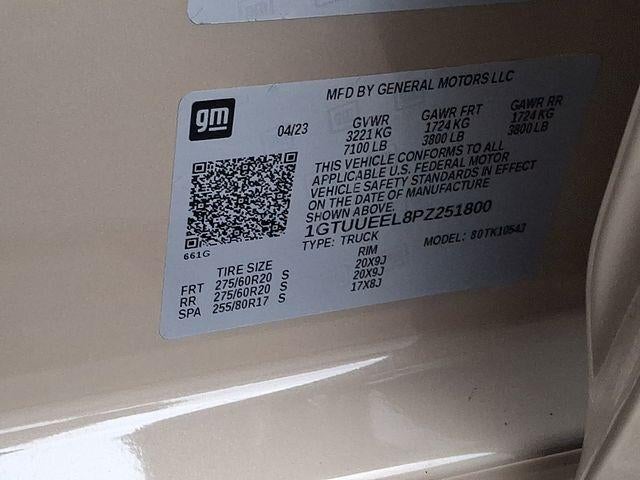 MFD BY GENERAL MOTORS LLC
gm
04/23
GVWR GAWR FRT GAWR RR
3221 KG 1724 KG 1724 KG
7100 LB 3800 LB 3800 LB
THIS VEHICLE CONFORMS TO ALL
APPLICABLE U.S. FEDERAL MOTOR
VEHICLE SAFETY STANDARDS IN EFFECT
ON THE DATE OF MANUFACTURE
SHOWN ABOVE.
1GTUUEEL8PZ251800
TYPE: TRUCK MODEL: 80TK10543
661G
TIRE SIZE RIM
FRT 275/60R20 S 20X9J
RR 275/60R20 S 20X9J
SPA 255/80R17 S 17X8J